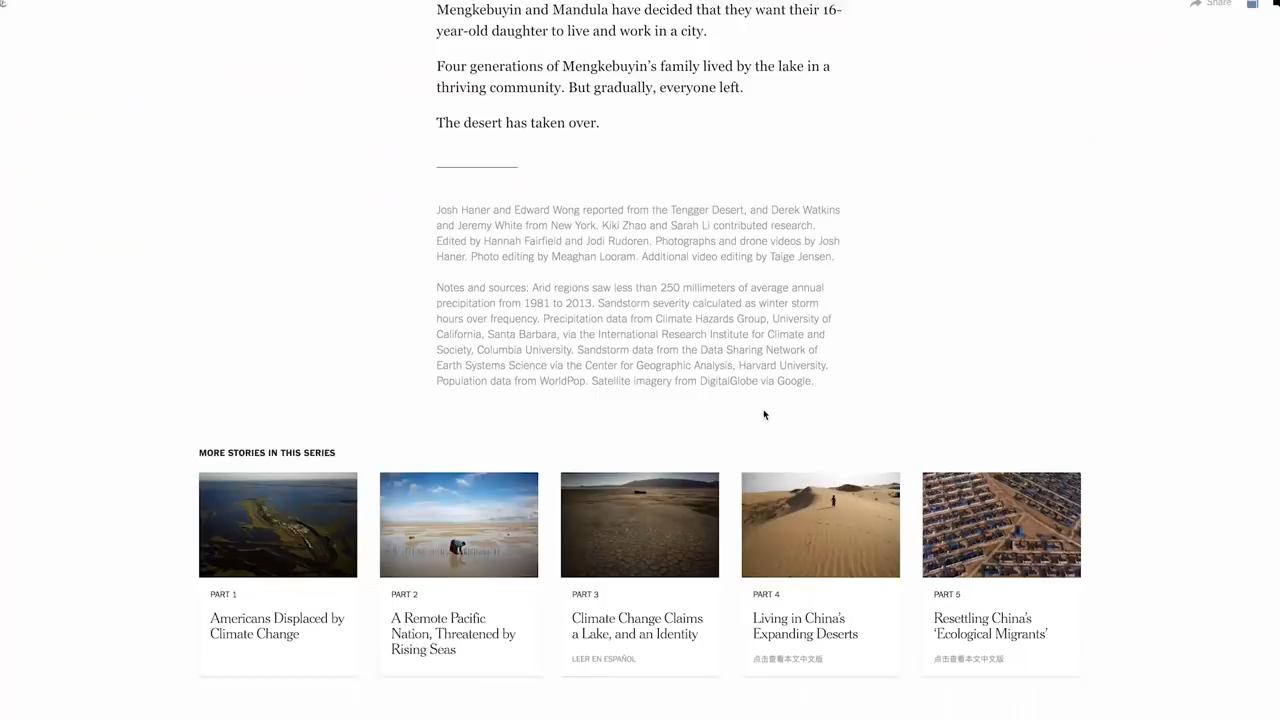 Share
Mengkebuyin and Mandula have decided that they want their 16-
year-old daughter to live and work in a city.
Four generations of Mengkebuyin’s family lived by the lake in a
thriving community. But gradually, everyone left.
The desert has taken over.
Josh Haner and Edward Wong reported from the Tengger Desert, and Derek Watkins
and Jeremy White from New York. Kiki Zhao and Sarah Li contributed research.
Edited by Hannah Fairfield and Jodi Rudoren. Photographs and drone videos by Josh
Haner. Photo editing by Meaghan Looram. Additional video editing by Taige Jensen.
Notes and sources: Arid regions saw less than 250 millimeters of average annual
precipitation from 1981 to 2013. Sandstorm severity calculated as winter storm
hours over frequency. Precipitation data from Climate Hazards Group, University of
California, Santa Barbara, via the International Research Institute for Climate and
Society, Columbia University. Sandstorm data from the Data Sharing Network of
Earth Systems Science via the Center for Geographic Analysis, Harvard University.
Population data from WorldPop. Satellite imagery from DigitalGlobe via Google.
MORE STORIES IN THIS SERIES
PART 1
Americans Displaced by
Climate Change
PART 2
A Remote Pacific
Nation, Threatened by
Rising Seas
PART 3
Climate Change Claims
a Lake, and an Identity
LEER EN ESPAÑOL
PART 4
Living in China’s
Expanding Deserts
点击查看本文中文版
PART 5
Resettling China’s
‘Ecological Migrants’
点击查看本文中文版